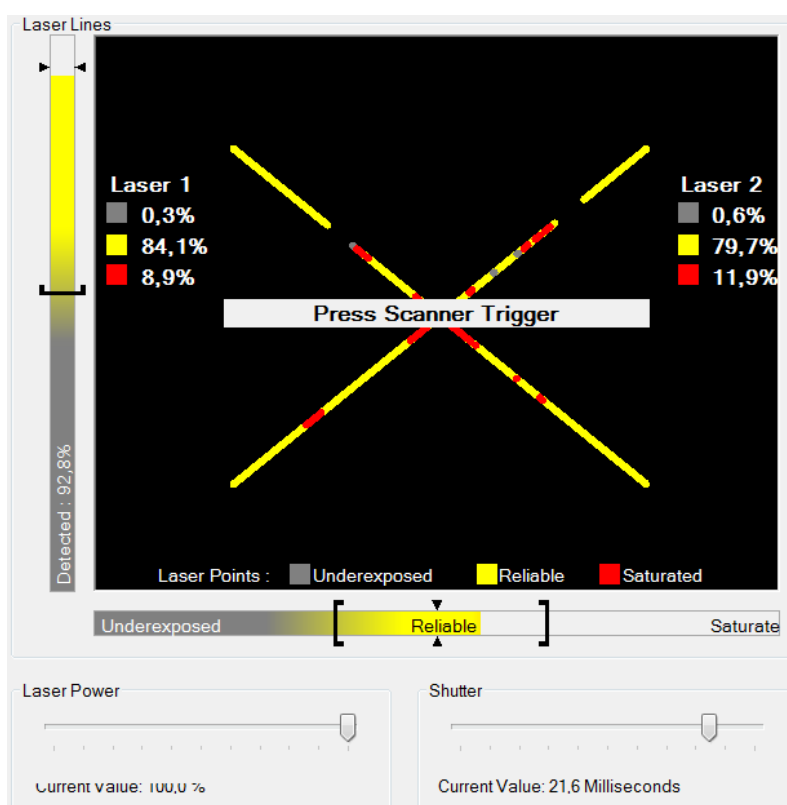 Laser Lines
Laser 1
0,3%
84,1%
8,9%
Laser 2
0,6%
79,7%
11,9%
Press Scanner Trigger
Detected : 92,8%
Laser Points : Underexposed Reliable Saturated
Underexposed Reliable Saturate
Laser Power
Current Value: 100,0 %
Shutter
Current Value: 21,6 Milliseconds